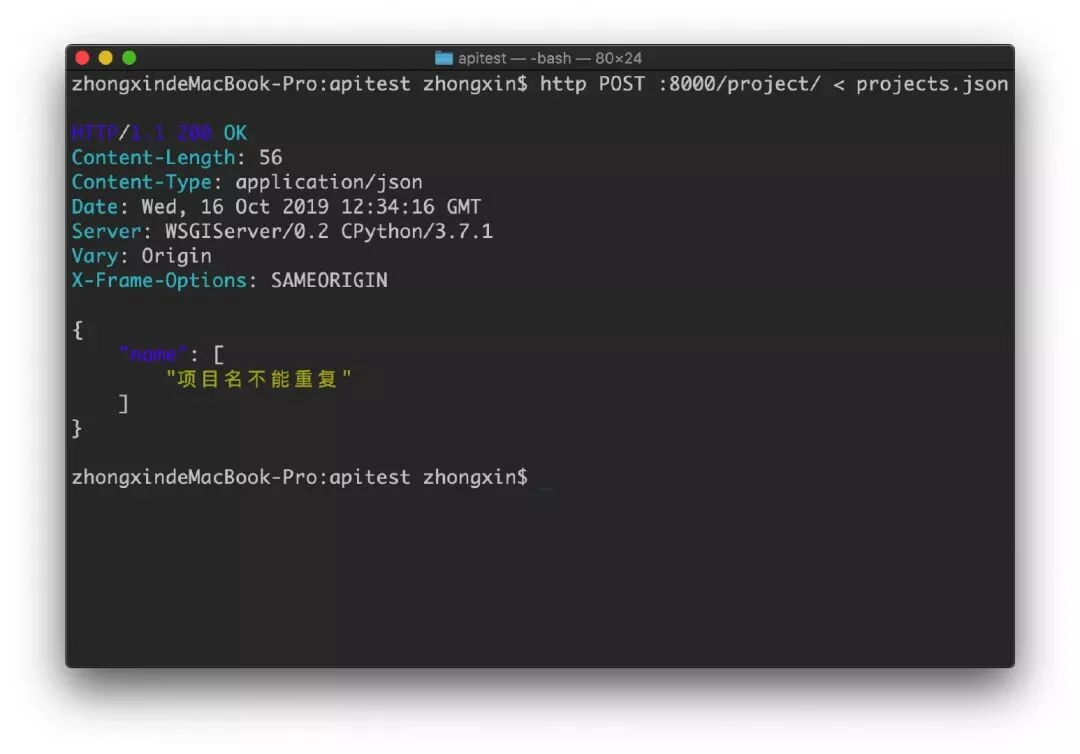 apitest — -bash — 80×24
zhongxindeMacBook-Pro:apitest zhongxin$ http POST :8000/project/ < projects.json
HTTP/1.1 200 OK
Content-Length: 56
Content-Type: application/json
Date: Wed, 16 Oct 2019 12:34:16 GMT
Server: WSGIServer/0.2 CPython/3.7.1
Vary: Origin
X-Frame-Options: SAMEORIGIN
{
"name": [
"项目名不能重复"
]
}
zhongxindeMacBook-Pro:apitest zhongxin$